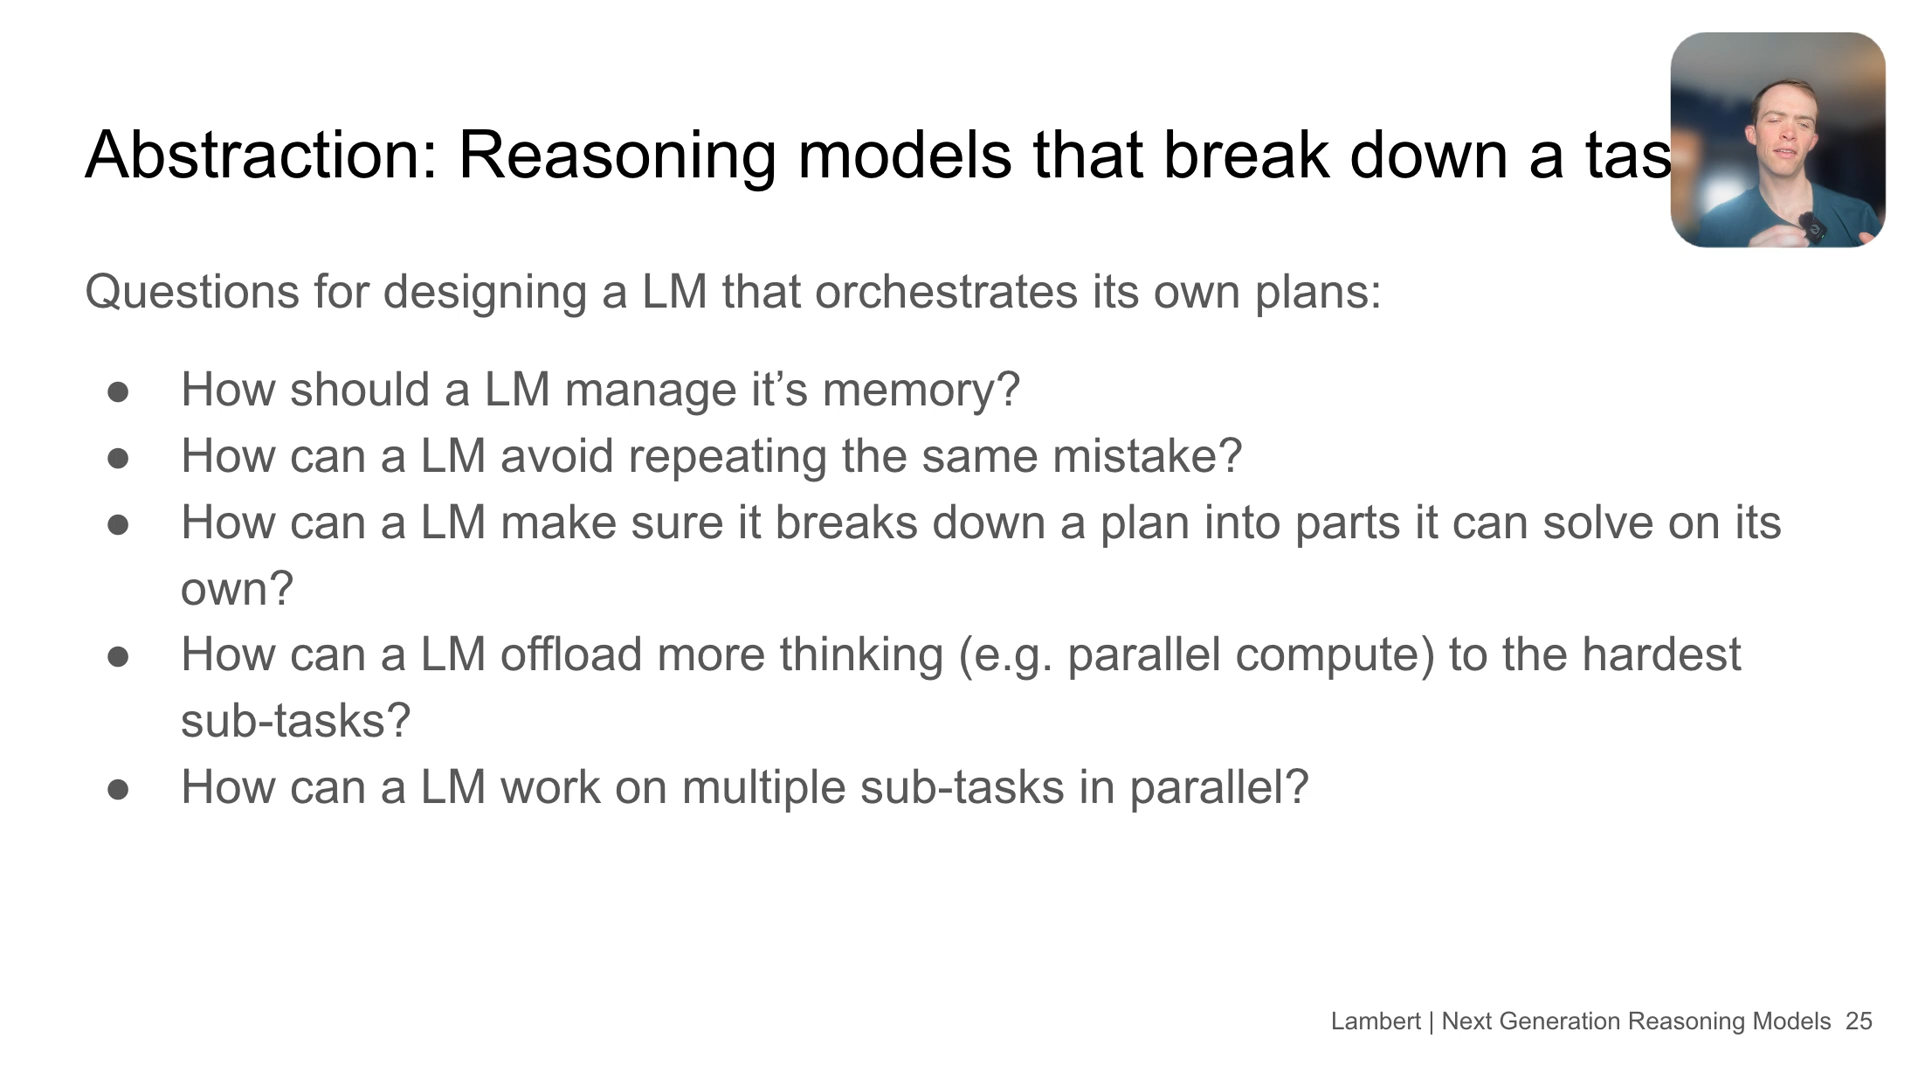 Abstraction: Reasoning models that break down a tas
Questions for designing a LM that orchestrates its own plans:
● How should a LM manage it’s memory?
● How can a LM avoid repeating the same mistake?
● How can a LM make sure it breaks down a plan into parts it can solve on its
own?
● How can a LM offload more thinking (e.g. parallel compute) to the hardest
sub-tasks?
● How can a LM work on multiple sub-tasks in parallel?
Lambert | Next Generation Reasoning Models 25